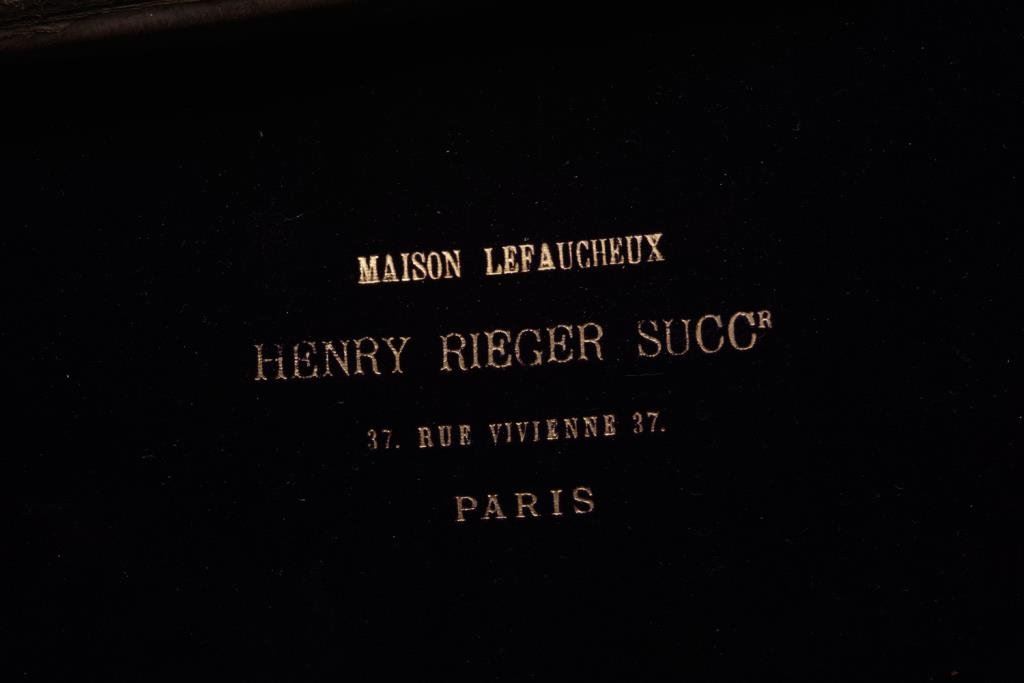 MAISON LEFAUCHEUX
HENRY RIEGER SUCCR
37. RUE VIVIENNE 37.
PARIS